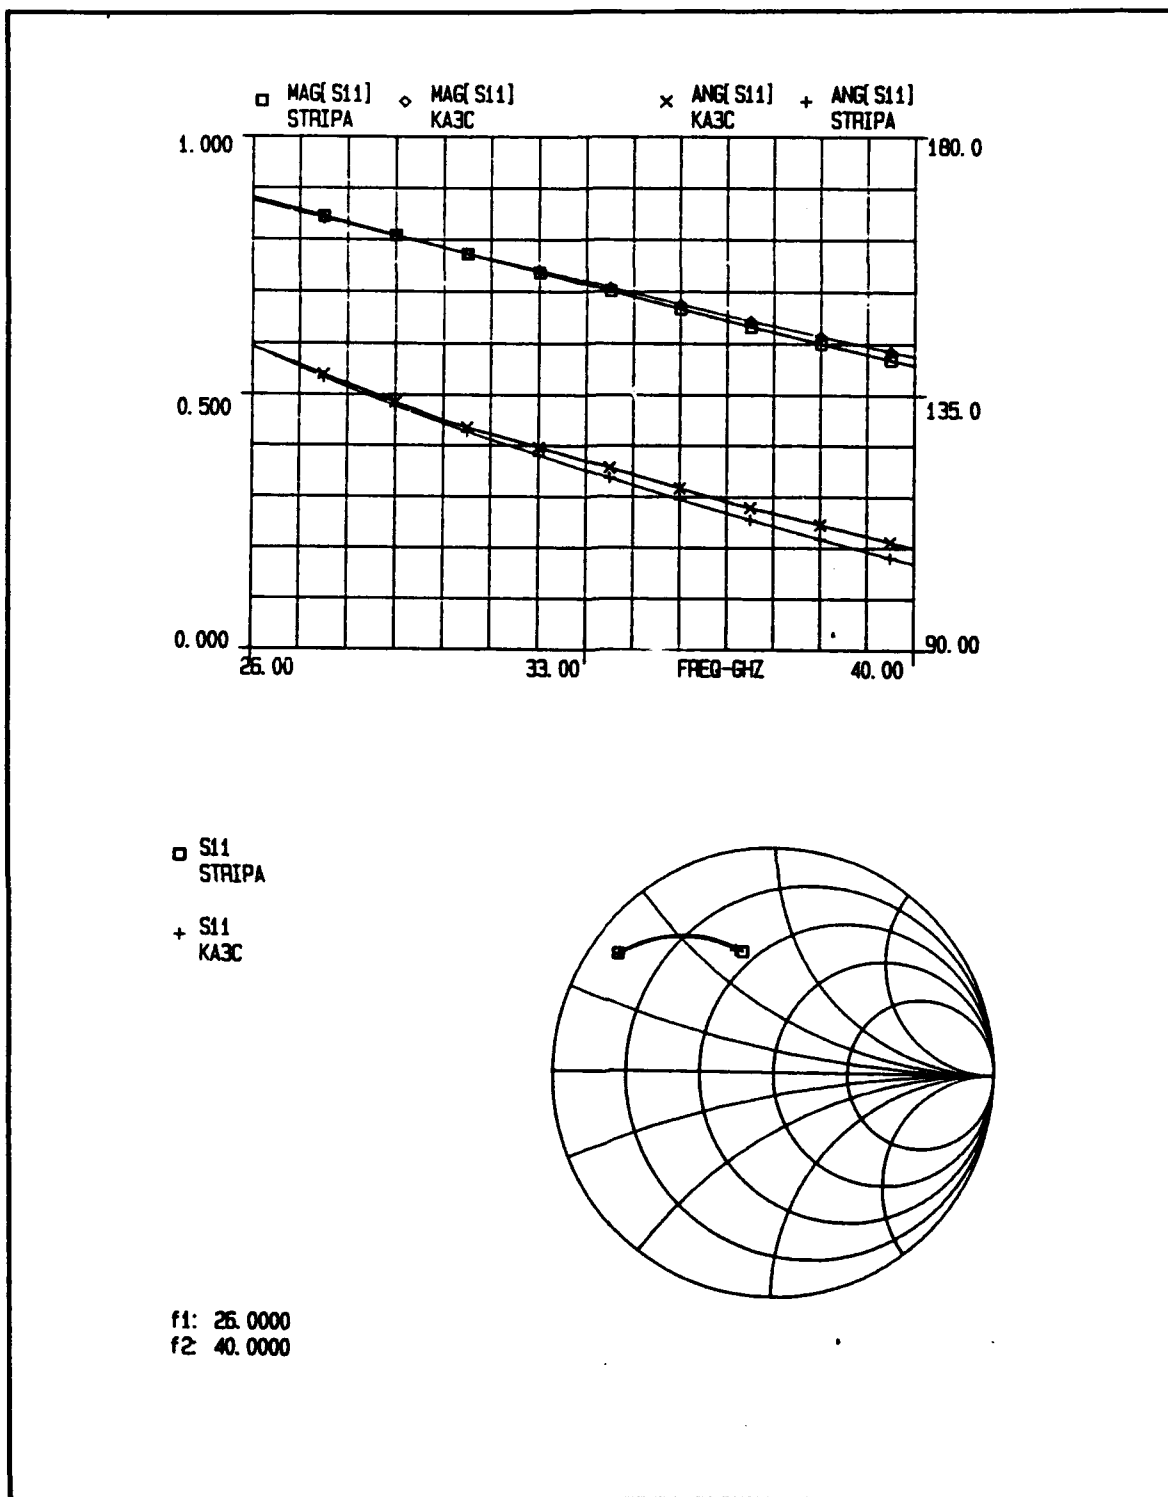 MAG[S11] MAG[S11] ANG[S11] ANG[S11]
STRIPA KA3C KA3C STRIPA
1.000 180.0
0.500 135.0
0.000 90.00
26.00 33.00 FREQ-GHZ 40.00
S11
STRIPA
S11
KA3C
f1: 26.0000
f2: 40.0000